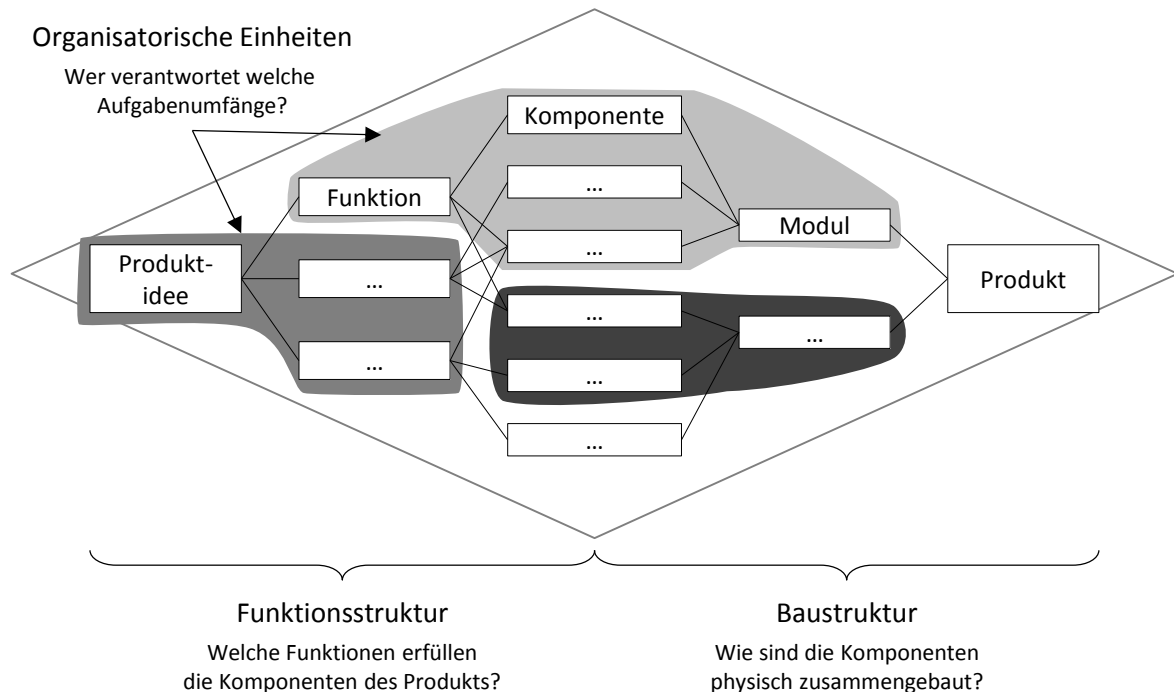 Organisatorische Einheiten
Wer verantwortet welche
Aufgabenumfänge?
Komponente
...
Funktion
Modul
...
Produkt-
idee
...
Produkt
...
...
...
...
...
Funktionsstruktur
Welche Funktionen erfüllen
die Komponenten des Produkts?
Baustruktur
Wie sind die Komponenten
physisch zusammengebaut?